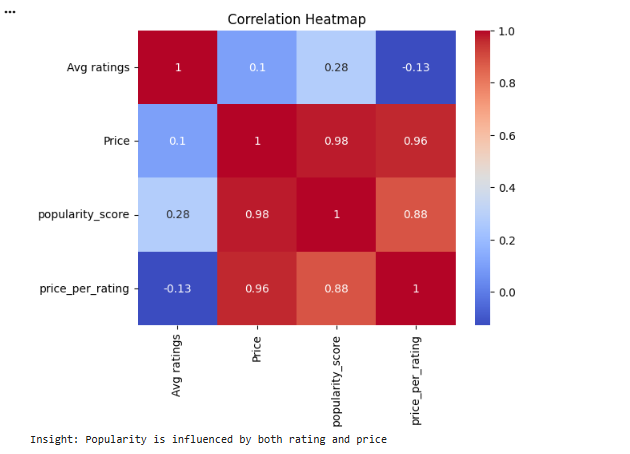 ...
Correlation Heatmap
1.0
Avg ratings 1 0.1 0.28 -0.13
0.8
Price 0.1 1 0.98 0.96
0.6
0.4
popularity_score 0.28 0.98 1 0.88
0.2
price_per_rating -0.13 0.96 0.88 1
0.0
Avg ratings
Price
popularity_score
price_per_rating
Insight: Popularity is influenced by both rating and price